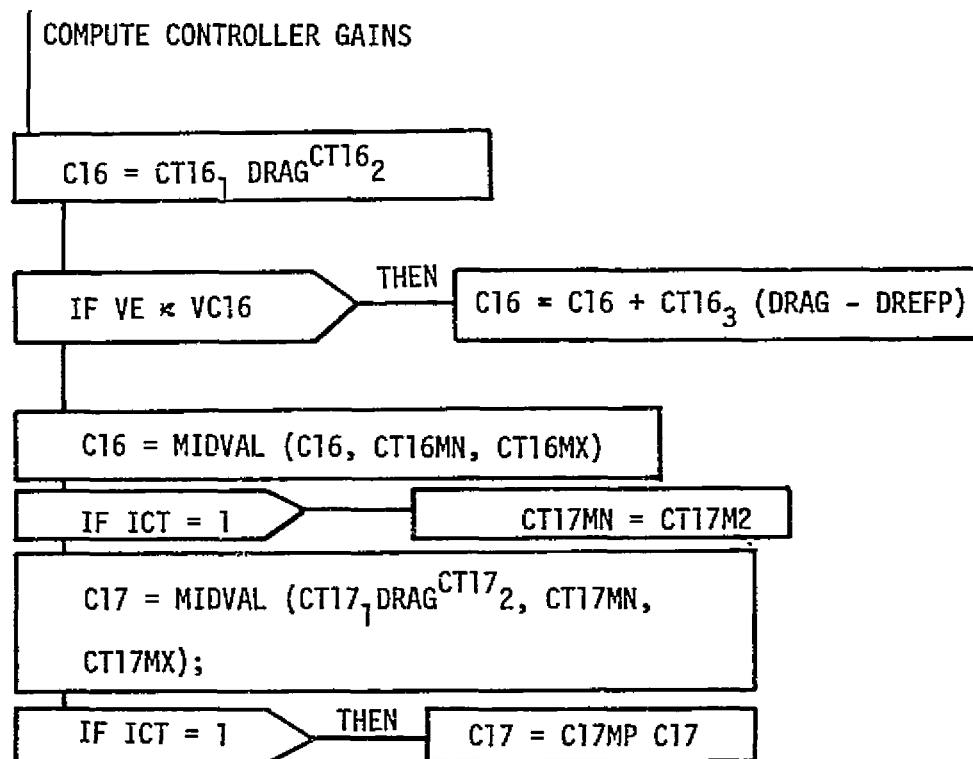 COMPUTE CONTROLLER GAINS
C16 = CT16₁ DRAG^CT16₂
IF VE < VC16
THEN
C16 = C16 + CT16₃ (DRAG - DREFP)
C16 = MIDVAL (C16, CT16MN, CT16MX)
IF ICT = 1
CT17MN = CT17M2
C17 = MIDVAL (CT17₁DRAG^CT17₂, CT17MN,
CT17MX);
IF ICT = 1
THEN
C17 = C17MP C17